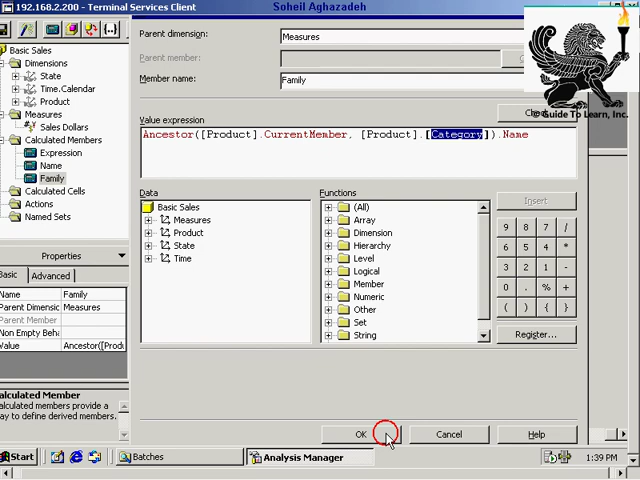 192.168.2.200 - Terminal Services Client
Soheil Aghazadeh
© Guide To Learn, Inc.
Basic Sales
Dimensions
State
Time.Calendar
Product
Measures
Sales Dollars
Calculated Members
Expression
Name
Family
Calculated Cells
Actions
Named Sets
Properties
Basic
Advanced
Name Family
Parent Dimension Measures
Parent Member
Non Empty Beha
Value Ancestor([Produ
Calculated Member
alculated members provide a
ay to define derived members.
Parent dimension: Measures
Parent member:
Member name: Family
Value expression
Check
Ancestor([Product].CurrentMember, [Product].[Category]).Name
Data
Basic Sales
Measures
Product
State
Time
Functions
(All)
Array
Dimension
Hierarchy
Level
Logical
Member
Numeric
Other
Set
String
Insert
9 8 7 /
6 5 4 *
3 2 1 -
0 . % +
( ) { }
Register...
OK
Cancel
Help
Start
Batches
Analysis Manager
1:39 PM